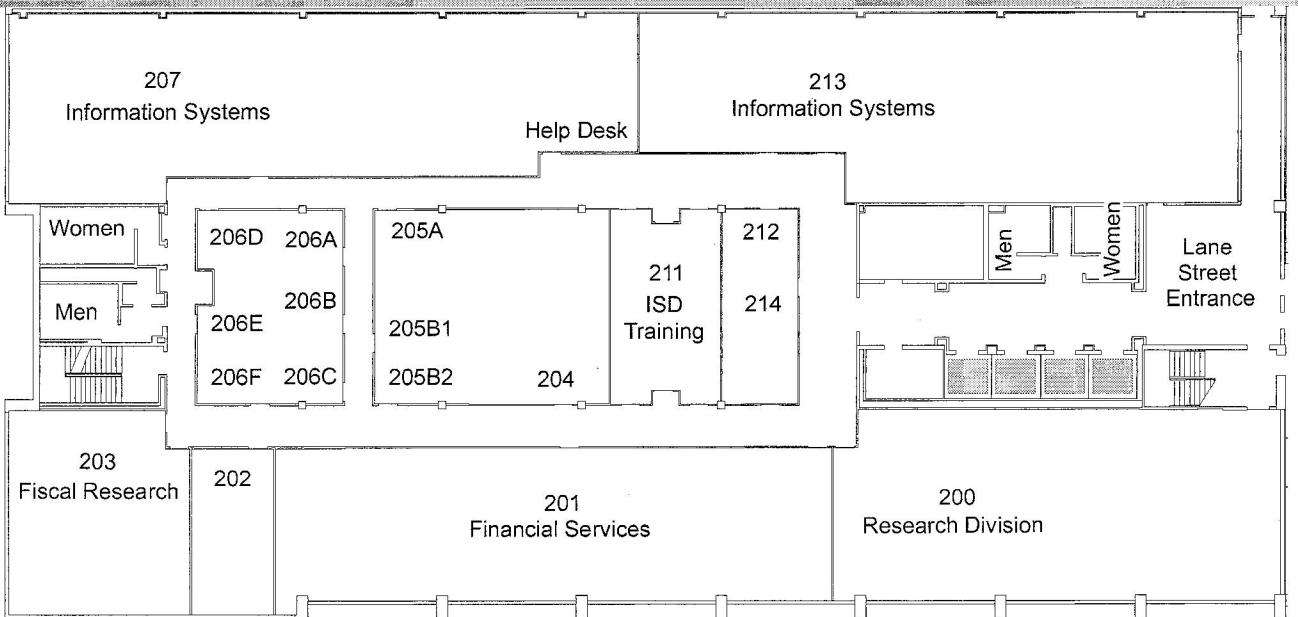 207
Information Systems
Help Desk
213
Information Systems
Women
Men
206D
206A
206B
206E
206F
206C
205A
205B1
205B2
204
211
ISD
Training
212
214
Men
Women
Lane
Street
Entrance
203
Fiscal Research
202
201
Financial Services
200
Research Division